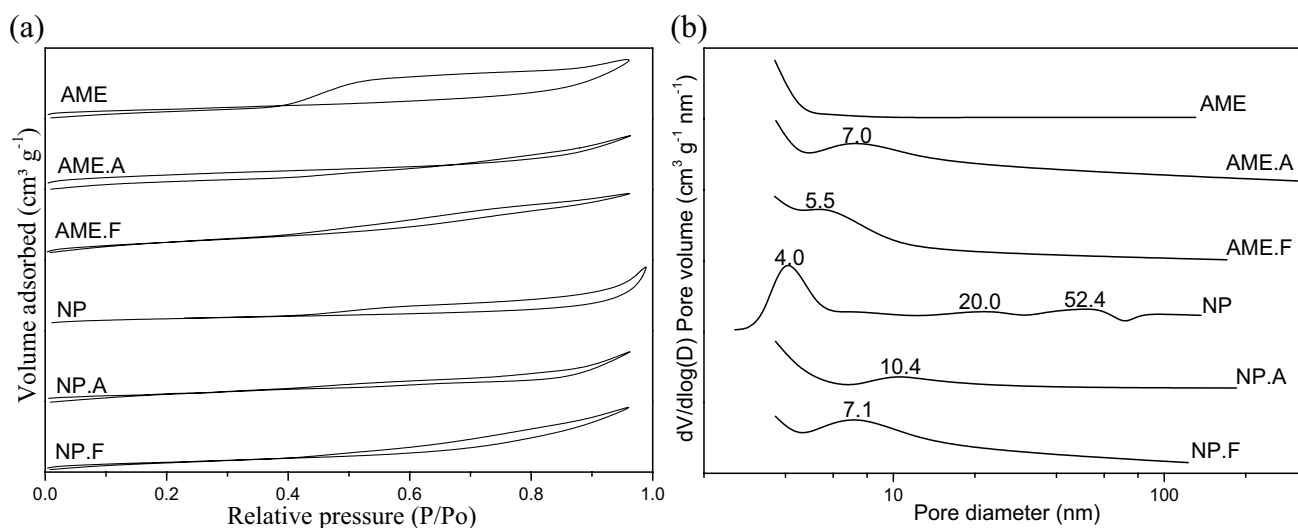 (a)
Volume adsorbed (cm³ g⁻¹)
AME
AME.A
AME.F
NP
NP.A
NP.F
0.0 0.2 0.4 0.6 0.8 1.0
Relative pressure (P/Po)
(b)
dV/dlog(D) Pore volume (cm³ g⁻¹ nm⁻¹)
AME
7.0
AME.A
5.5
AME.F
4.0
20.0 52.4
NP
10.4
NP.A
7.1
NP.F
10 100
Pore diameter (nm)